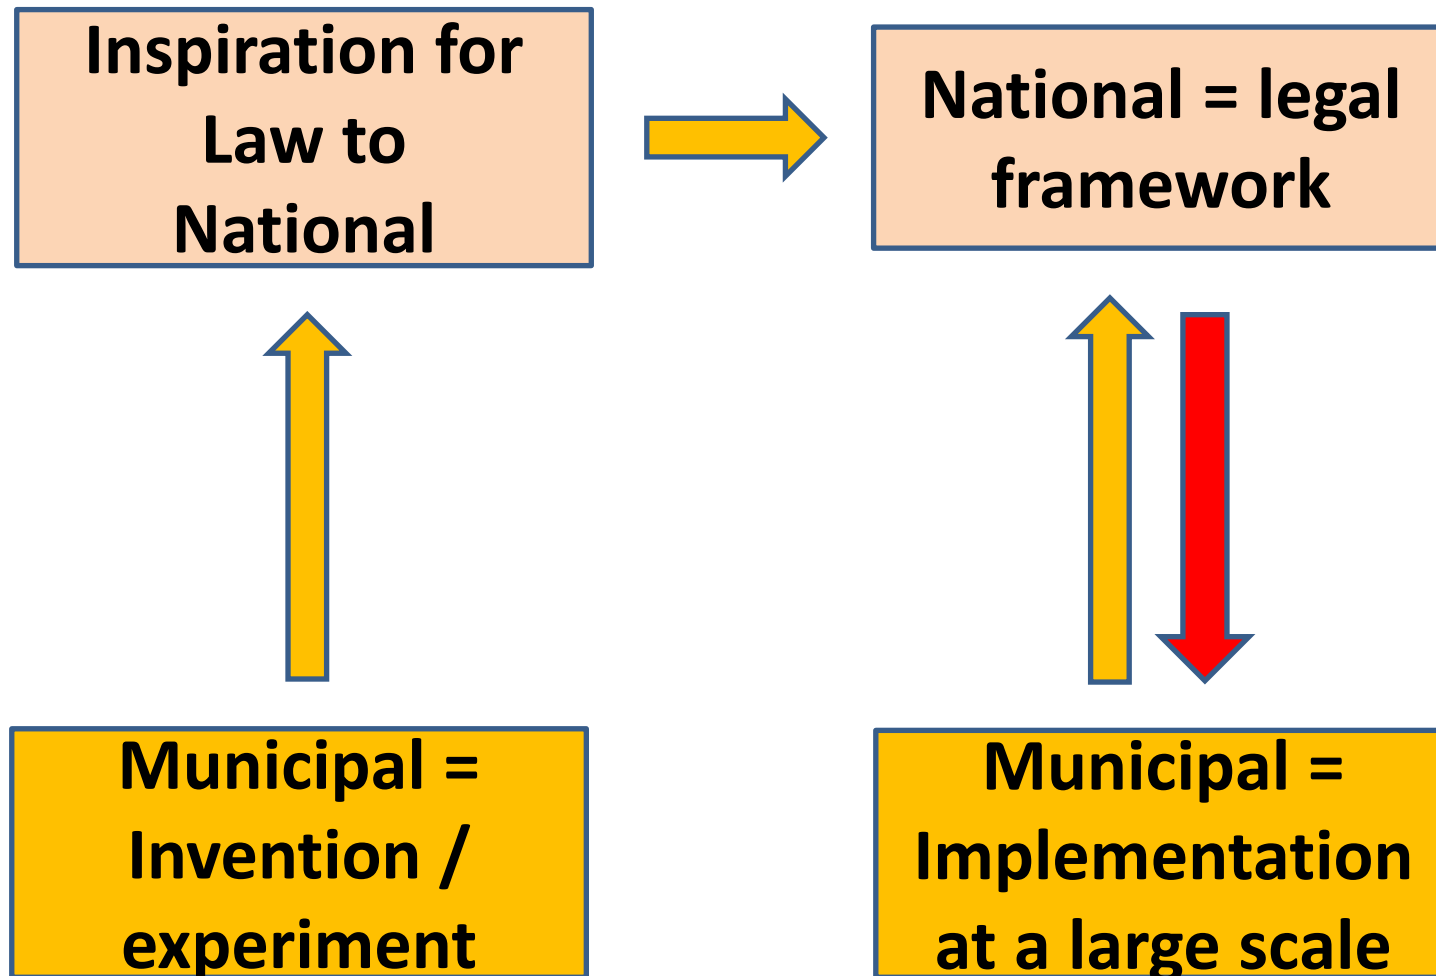 Inspiration for
Law to
National
National = legal
framework
Municipal =
Invention /
experiment
Municipal =
Implementation
at a large scale